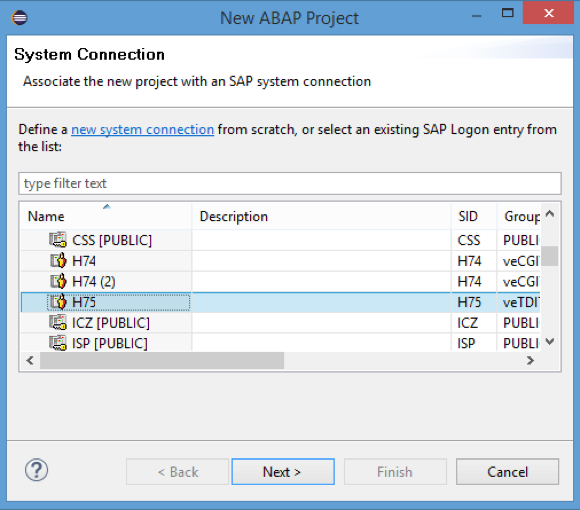 New ABAP Project
System Connection
Associate the new project with an SAP system connection
Define a new system connection from scratch, or select an existing SAP Logon entry from
the list:
type filter text
Name Description SID Group
CSS [PUBLIC] CSS PUBLI
H74 H74 veCGI
H74 (2) H74 veCGI
H75 H75 veTDI
ICZ [PUBLIC] ICZ PUBLI
ISP [PUBLIC] ISP PUBLI
? < Back Next > Finish Cancel